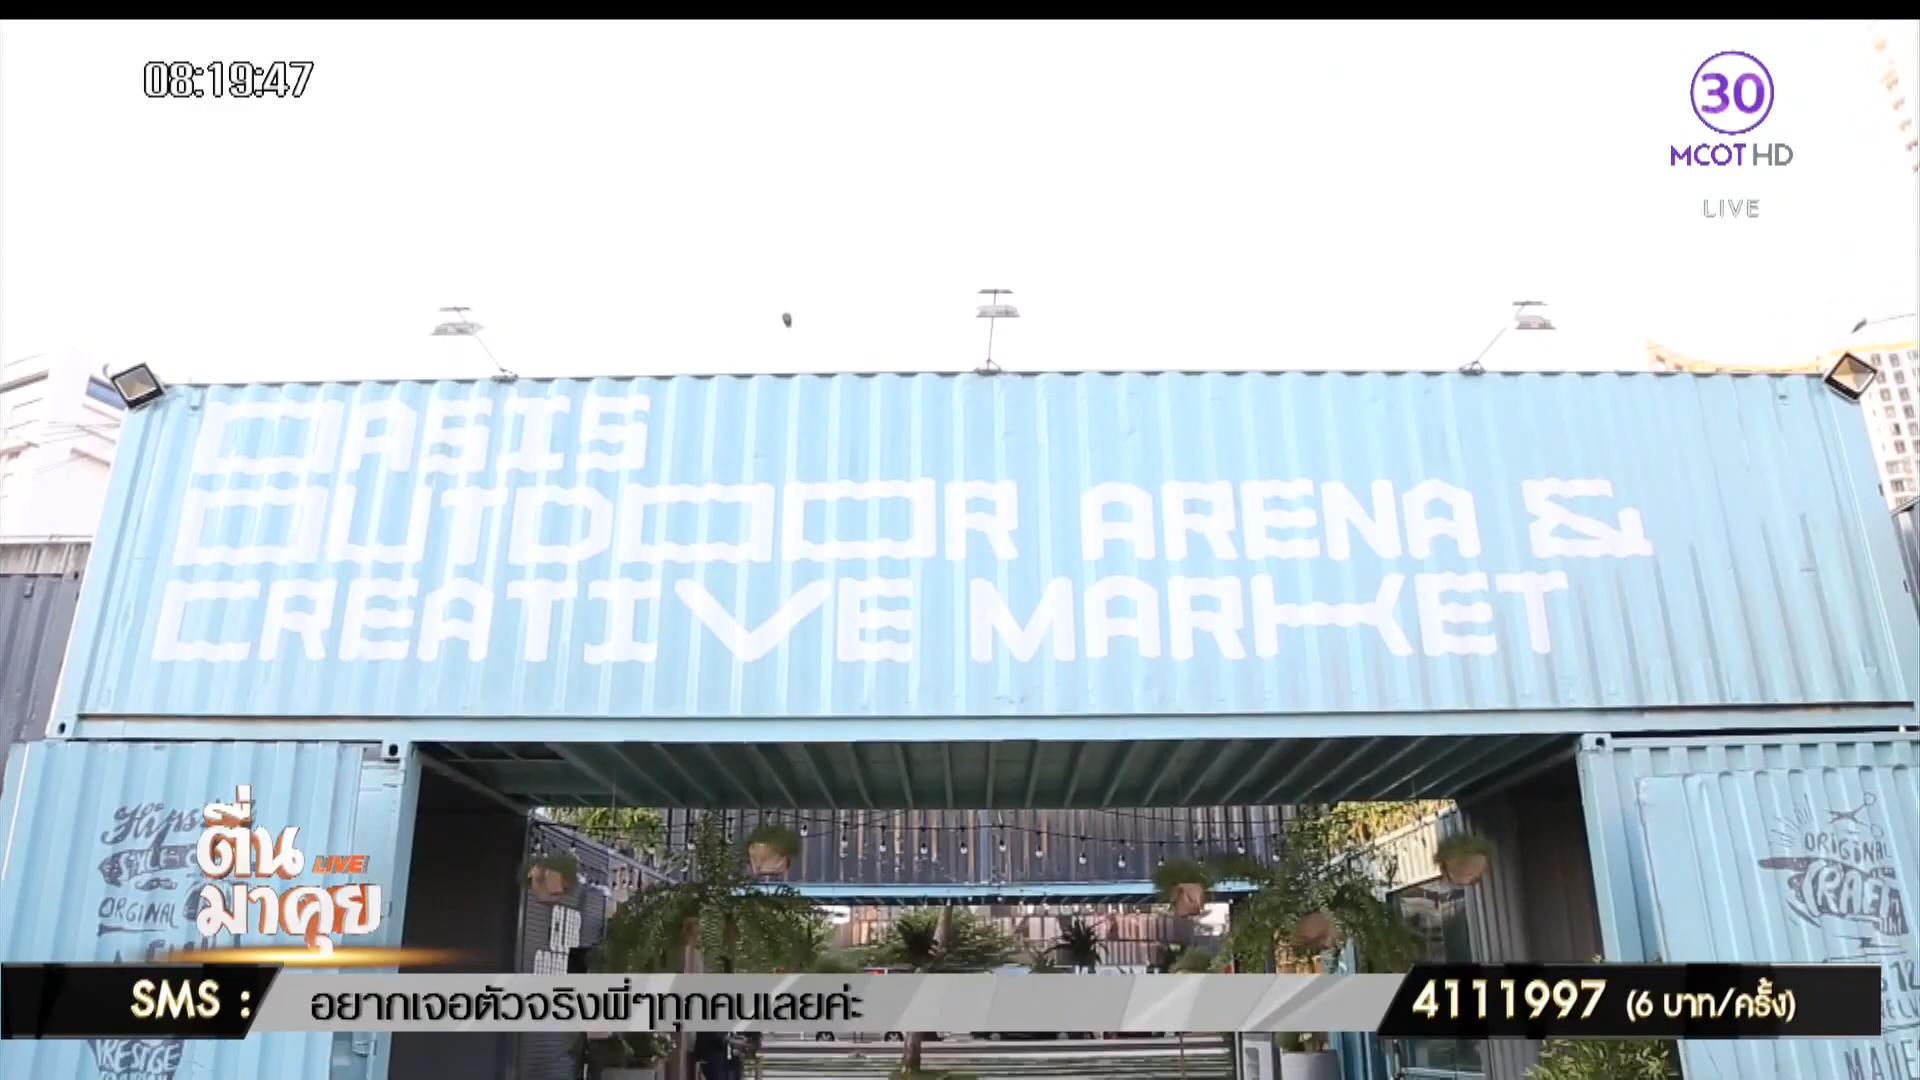 08:19:47
30
MCOT HD
LIVE
OASIS
OUTDOOR ARENA &
CREATIVE MARKET
ตื่น
LIVE
มาคุย
ORGINAL
ORIGINAL
CRAFT
SMS :
อยากเจอตัวจริงพี่ๆทุกคนเลยค่ะ
4111997 (6 บาท/ครั้ง)